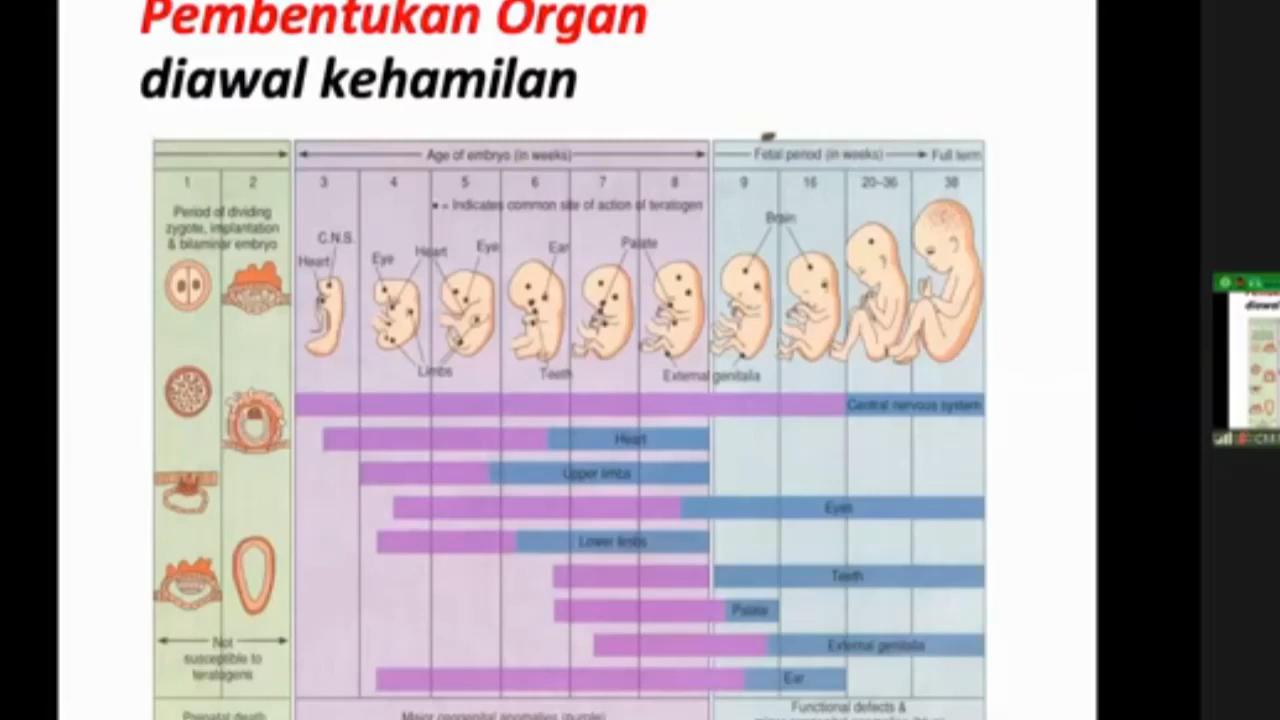 Pembentukan Organ
diawal kehamilan
Age of embryo (in weeks)
Fetal period (in weeks)
Full term
1 2 3 4 5 6 7 8 9 16 20–36 38
Period of dividing
zygote, implantation
& bilaminar embryo
• = Indicates common site of action of teratogen
C.N.S.
Heart
Eye
Heart
Eye
Ear
Palate
Brain
Limbs
Teeth
External genitalia
Central nervous system
Heart
Upper limbs
Eyes
Lower limbs
Teeth
Palate
External genitalia
Ear
Not
susceptible to
teratogens
Prenatal death
Major congenital anomalies (purple)
Functional defects &
diawal